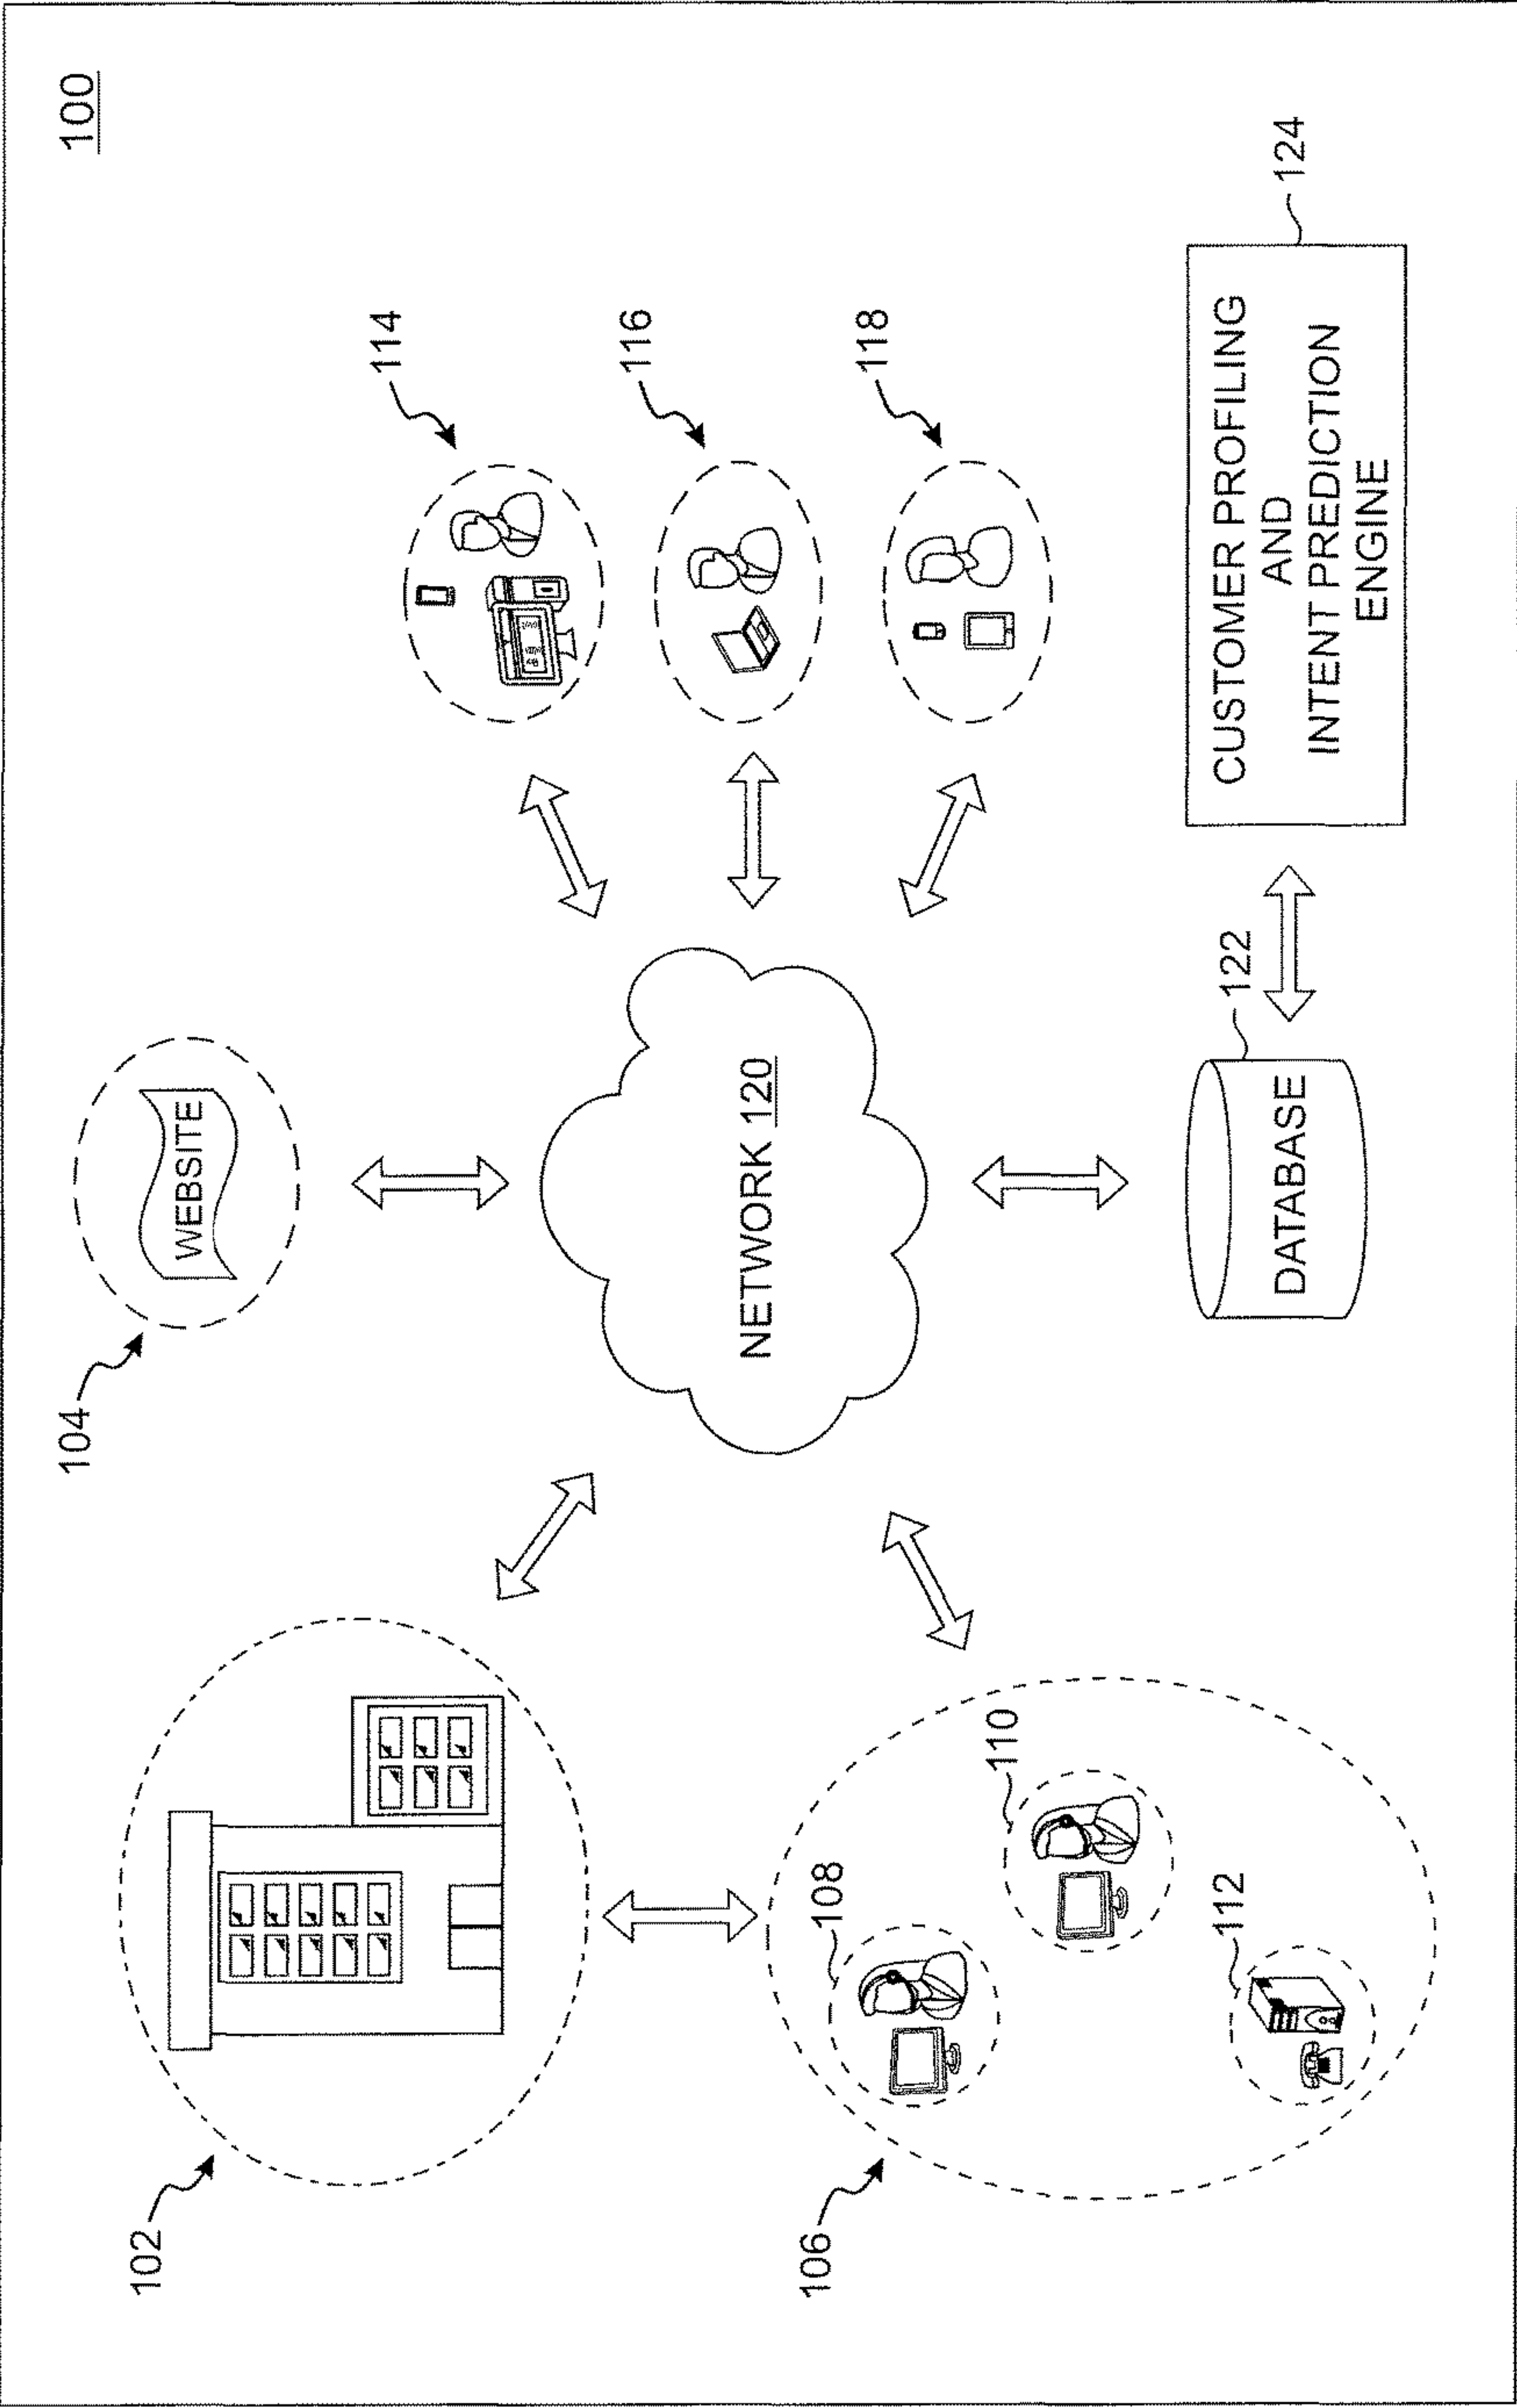 100
104
WEBSITE
102
114
116
118
NETWORK 120
106
108
110
112
122
DATABASE
124
CUSTOMER PROFILING
AND
INTENT PREDICTION
ENGINE